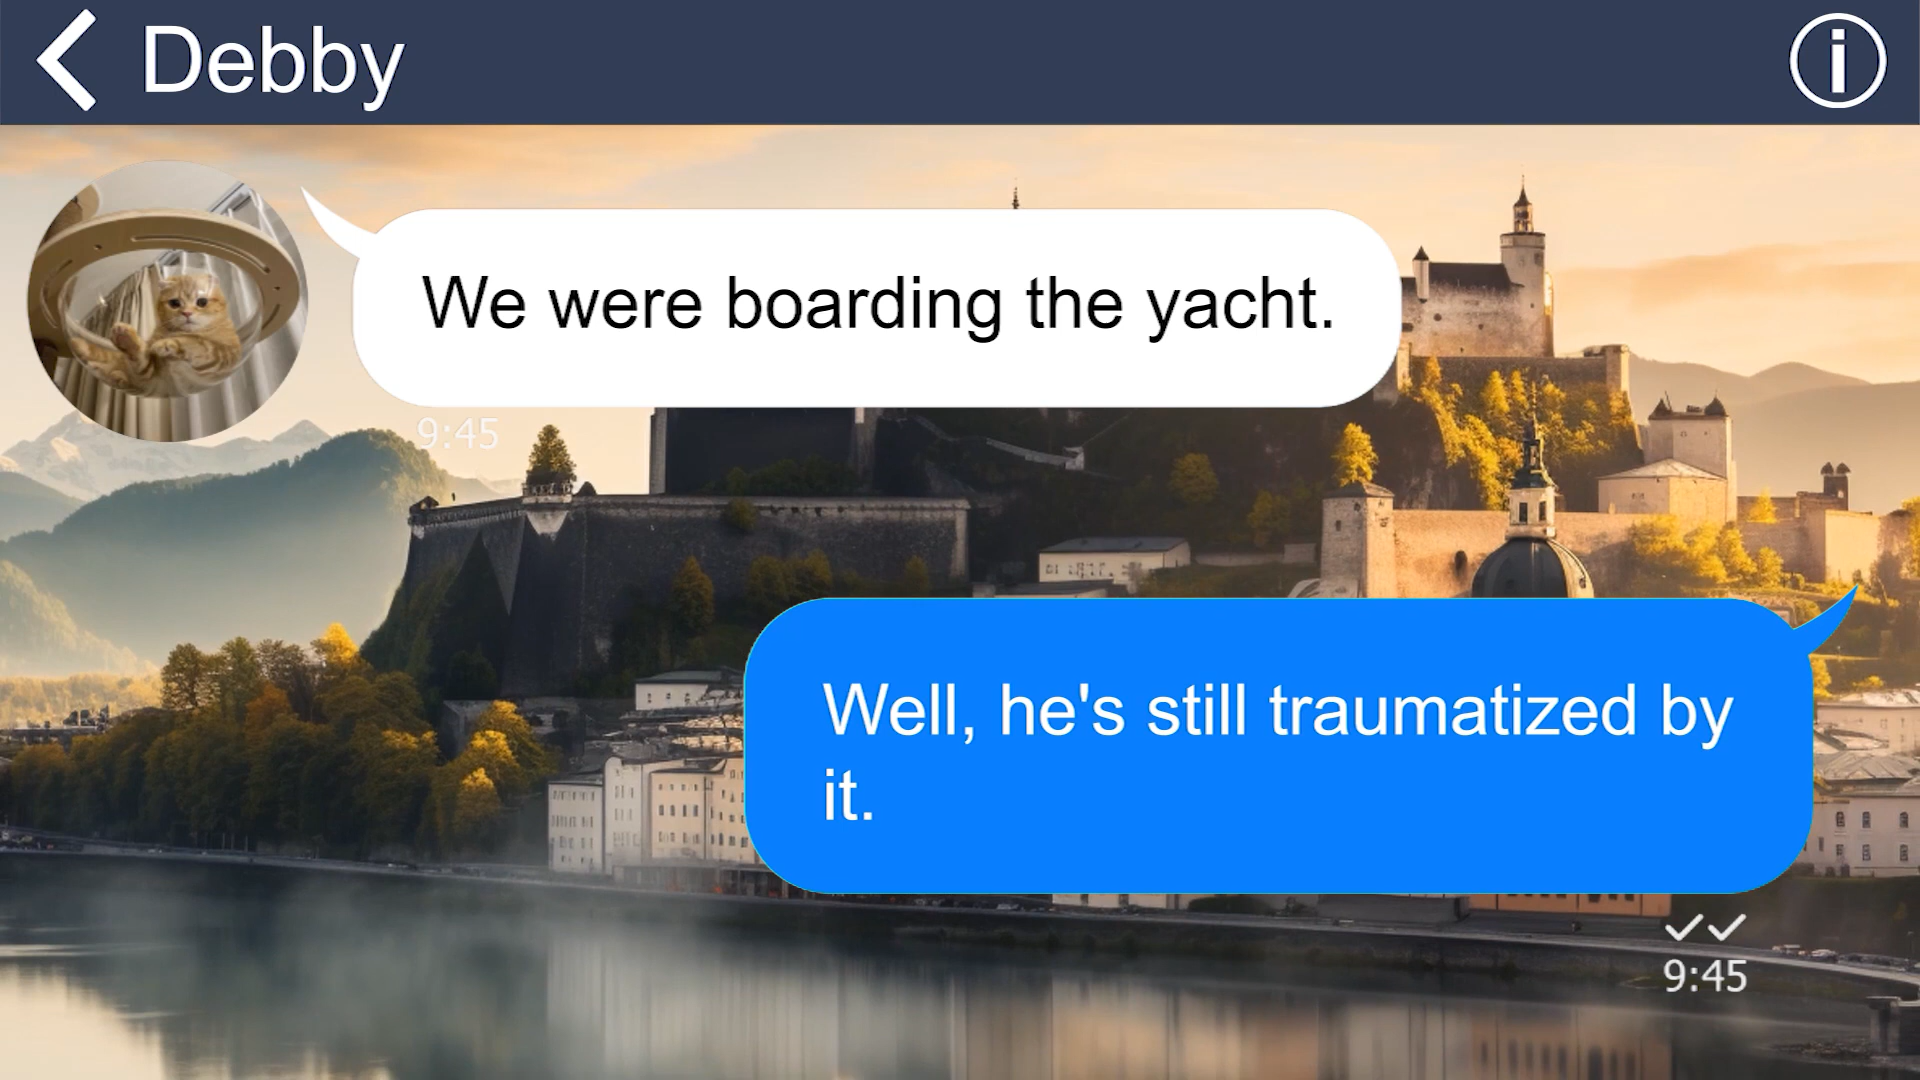 Debby
We were boarding the yacht.
9:45
Well, he's still traumatized by
it.
9:45